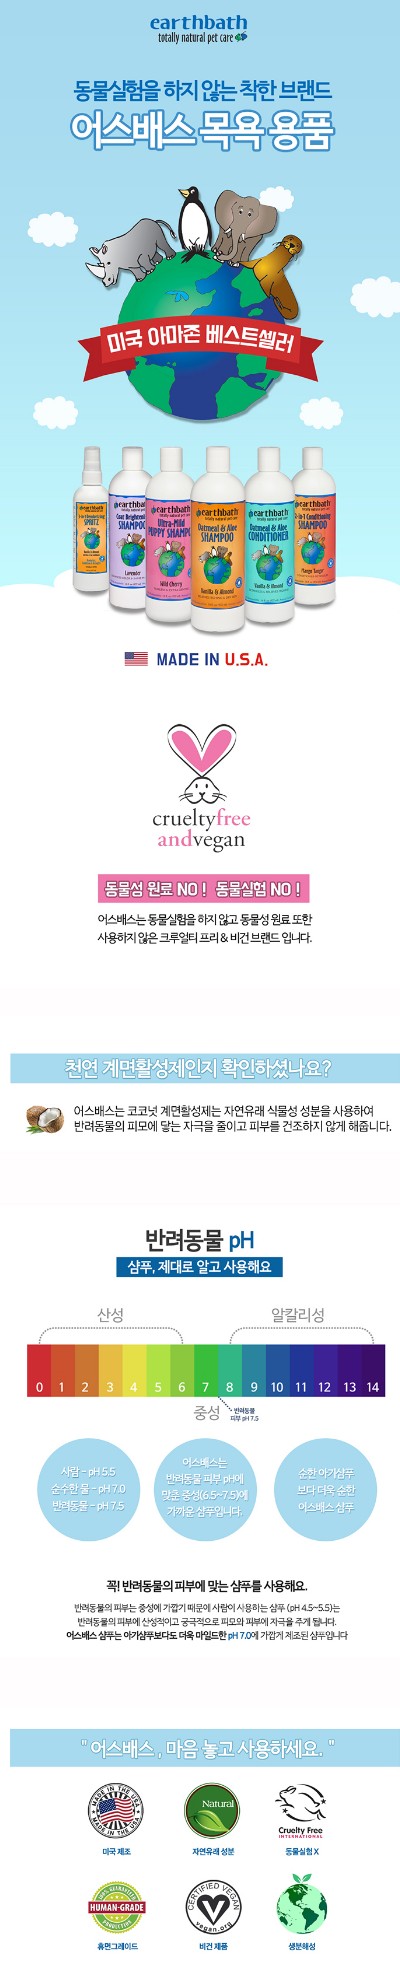 earthbath
totally natural pet care
동물실험을 하지 않는 착한 브랜드
어스배스 목욕 용품
미국 아마존 베스트셀러
earthbath
SPRITZ
earthbath
SHAMPOO
Lavender
earthbath
Ultra-Mild
PUPPY SHAMPOO
Wild Cherry
earthbath
totally natural pet care
Oatmeal & Aloe
SHAMPOO
Vanilla & Almond
earthbath
Oatmeal & Aloe
CONDITIONER
Vanilla & Almond
earthbath
2-in-1 Conditioning
SHAMPOO
Mango Tango
MADE IN U.S.A.
crueltyfree
andvegan
동물성 원료 NO ! 동물실험 NO !
어스배스는 동물실험을 하지 않고 동물성 원료 또한
사용하지 않은 크루얼티 프리 & 비건 브랜드 입니다.
천연 계면활성제인지 확인하셨나요?
어스배스는 코코넛 계면활성제는 자연유래 식물성 성분을 사용하여
반려동물의 피모에 닿는 자극을 줄이고 피부를 건조하지 않게 해줍니다.
반려동물 pH
샴푸, 제대로 알고 사용해요
산성 알칼리성
0 1 2 3 4 5 6 7 8 9 10 11 12 13 14
중성 반려동물
피부 pH 7.5
사람 - pH 5.5
순수한 물 - pH 7.0
반려동물 - pH 7.5
어스배스는
반려동물 피부 pH에
맞춘 중성(6.5~7.5)에
가까운 샴푸입니다.
순한 아기샴푸
보다 더욱 순한
어스배스 샴푸
꼭! 반려동물의 피부에 맞는 샴푸를 사용해요.
반려동물의 피부는 중성에 가깝기 때문에 사람이 사용하는 샴푸 (pH 4.5~5.5)는
반려동물의 피부에 산성적이고 궁극적으로 피모와 피부에 자극을 주게 됩니다.
어스배스 샴푸는 아기샴푸보다도 더욱 마일드한 pH 7.0에 가깝게 제조된 샴푸입니다
" 어스배스 , 마음 놓고 사용하세요. "
MADE IN THE USA
MADE IN THE USA
Natural
Cruelty Free
INTERNATIONAL
미국 제조 자연유래 성분 동물실험 X
100% GUARANTEED
HUMAN-GRADE
PRODUCTION
CERTIFIED VEGAN
vegan.org
휴먼그레이드 비건 제품 생분해성